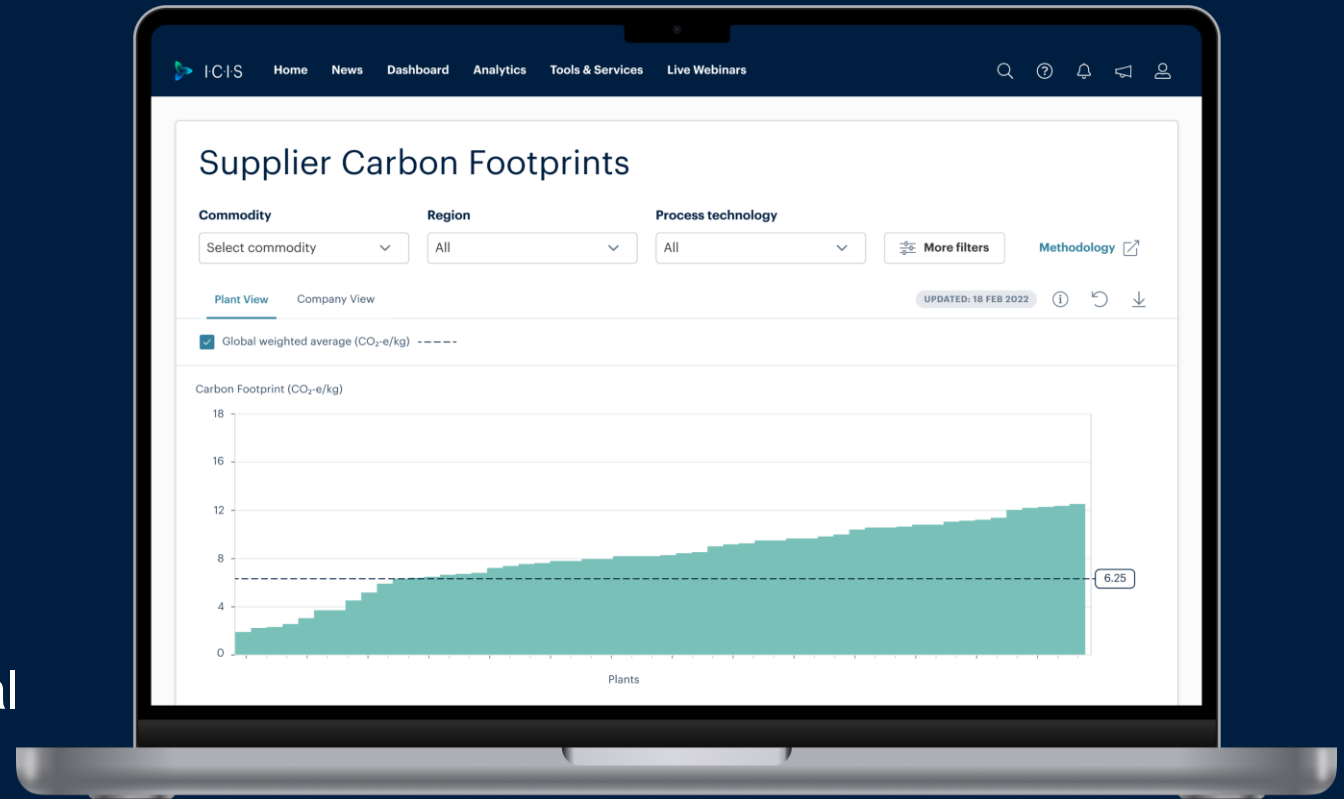 I·C·I·S Home News Dashboard Analytics Tools & Services Live Webinars
Supplier Carbon Footprints
Commodity Region Process technology
Select commodity All All More filters Methodology
Plant View Company View UPDATED: 18 FEB 2022
Global weighted average (CO₂-e/kg)
Carbon Footprint (CO₂-e/kg)
18
16
12
8
6.25
4
0
Plants
al